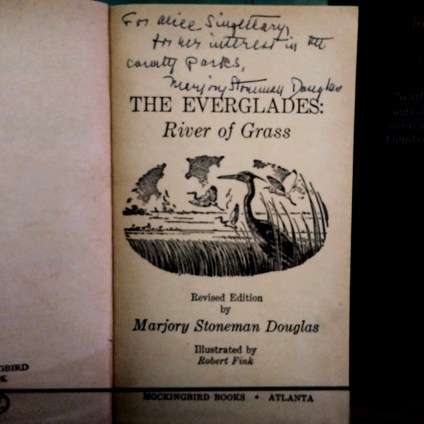 For Alice Singletary,
for her interest in all
county Parks,
Marjory Stoneman Douglas
THE EVERGLADES:
River of Grass
Revised Edition
by
Marjory Stoneman Douglas
Illustrated by
Robert Fink
MOCKINGBIRD BOOKS • ATLANTA